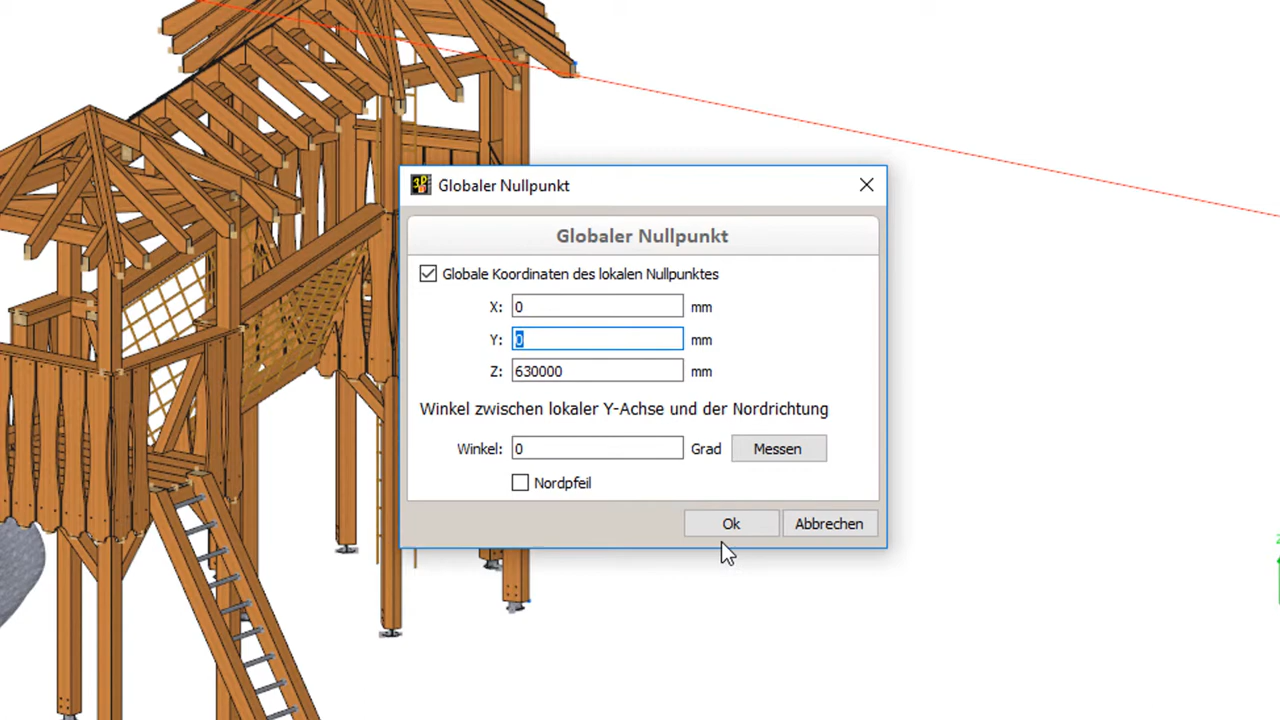 Globaler Nullpunkt
Globaler Nullpunkt
Globale Koordinaten des lokalen Nullpunktes
X: 0 mm
Y: 0 mm
Z: 630000 mm
Winkel zwischen lokaler Y-Achse und der Nordrichtung
Winkel: 0 Grad Messen
Nordpfeil
Ok Abbrechen